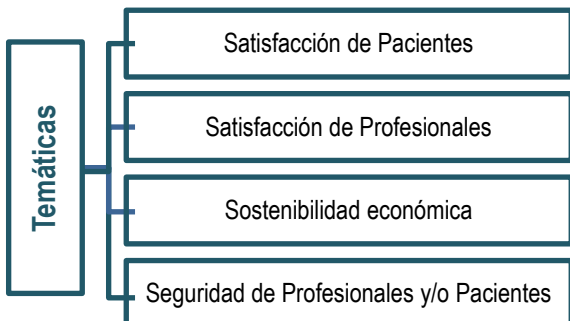 Temáticas
Satisfacción de Pacientes
Satisfacción de Profesionales
Sostenibilidad económica
Seguridad de Profesionales y/o Pacientes